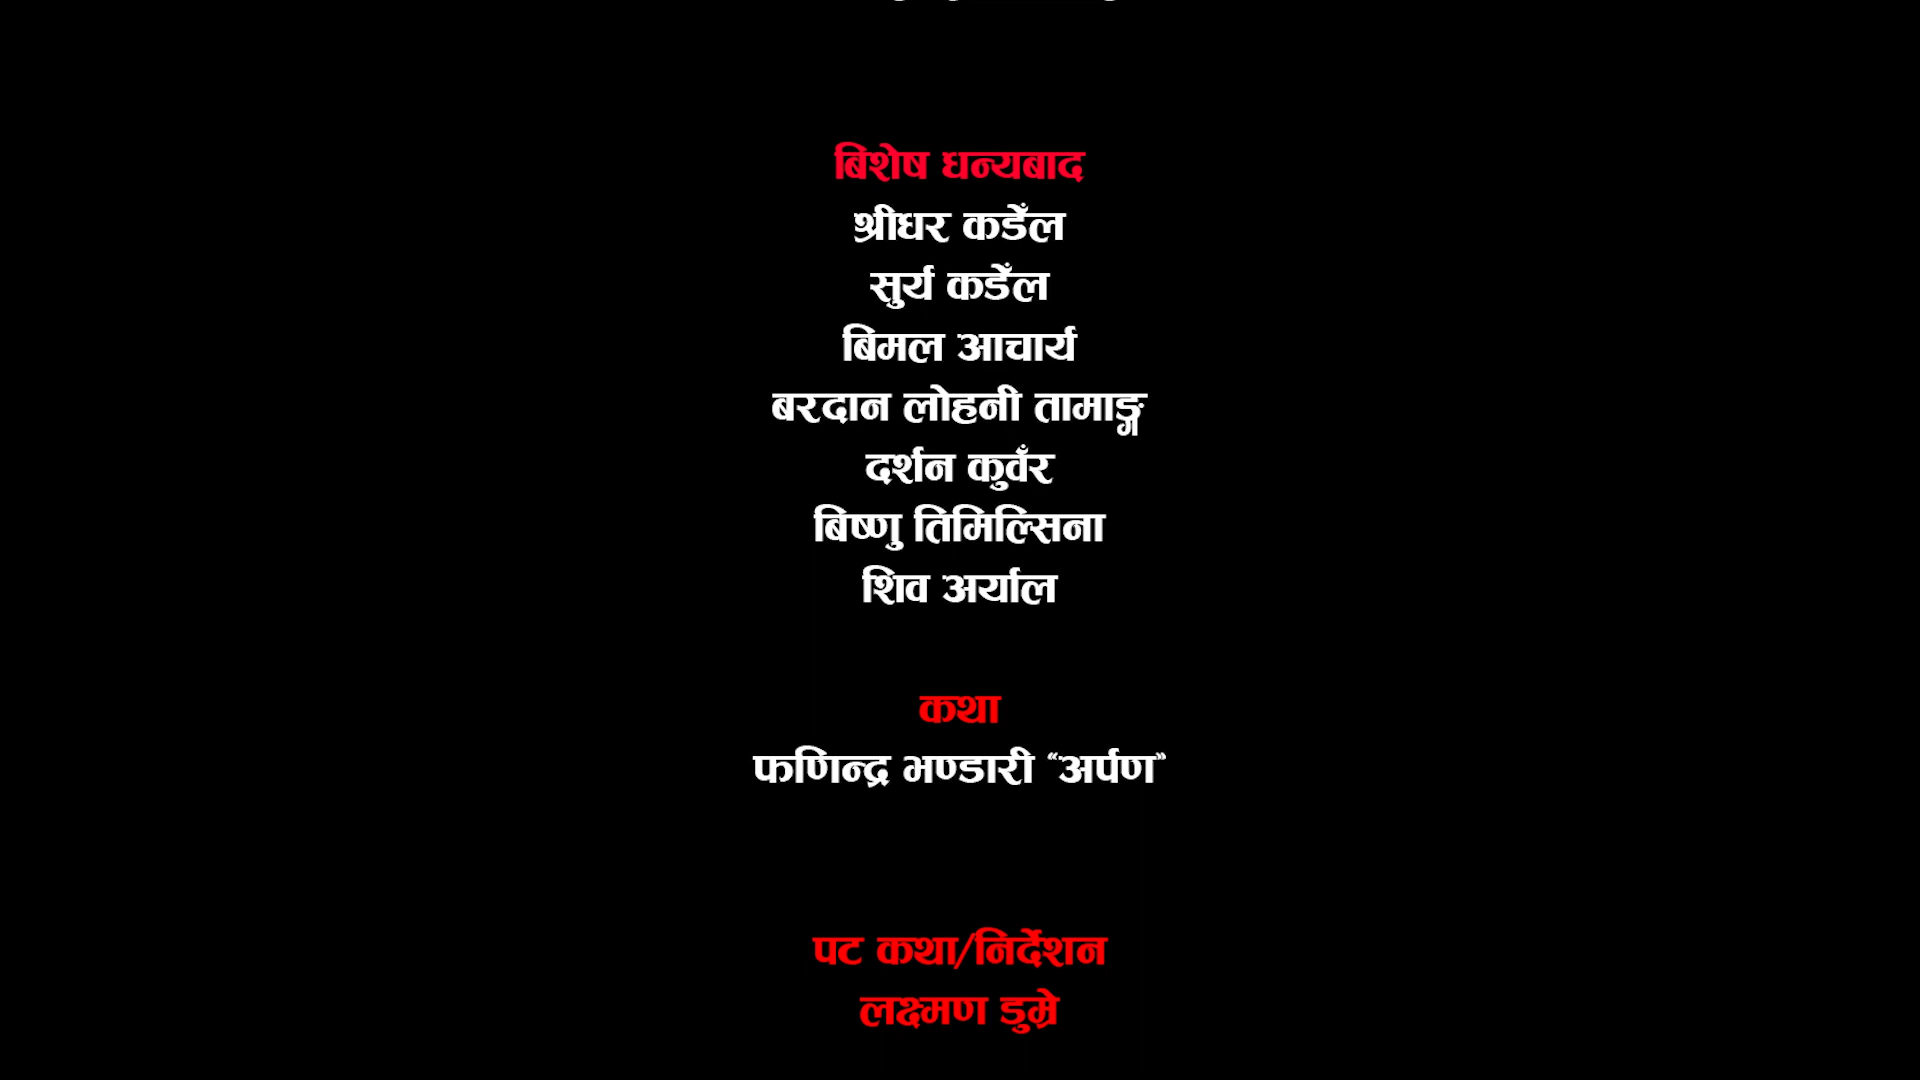 बिशेष धन्यबाद
श्रीधर कडेँल
सुर्य कडेँल
बिमल आचार्य
बरदान लोहनी तामाङ्ग
दर्शन कुवँर
बिष्णु तिमिल्सिना
शिव अर्याल
कथा
फणिन्द्र भण्डारी “अर्पण”
पट कथा/निर्देशन
लक्ष्मण डुम्रे